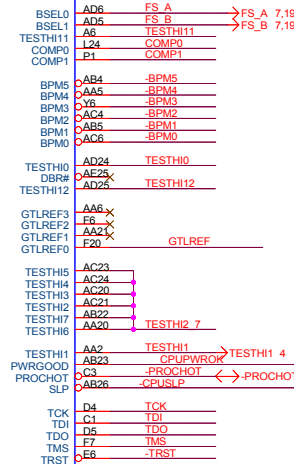 BSEL0 AD6 FS_A FS_A 7,19
BSEL1 AD5 FS_B FS_B 7,19
TESTHI11 A6 TESTHI11
COMP0 L24 COMP0
COMP1 P1 COMP1
BPM5 AB4 -BPM5
BPM4 AA5 -BPM4
BPM3 Y6 -BPM3
BPM2 AC4 -BPM2
BPM1 AB5 -BPM1
BPM0 AC6 -BPM0
TESTHI0 AD24 TESTHI0
DBR# AE25
TESTHI12 AD25 TESTHI12
GTLREF3 AA6
GTLREF2 F6
GTLREF1 AA21
GTLREF0 F20 GTLREF
TESTHI5 AC23
TESTHI4 AC24
TESTHI3 AC20
TESTHI2 AC21
TESTHI7 AB22
TESTHI6 AA20 TESTHI2_7
TESTHI1 AA2 TESTHI1 TESTHI1 4
PWRGOOD AB23 CPUPWROK
PROCHOT C3 -PROCHOT -PROCHOT
SLP AB26 -CPUSLP
TCK D4 TCK
TDI C1 TDI
TDO D5 TDO
TMS F7 TMS
TRST E6 -TRST